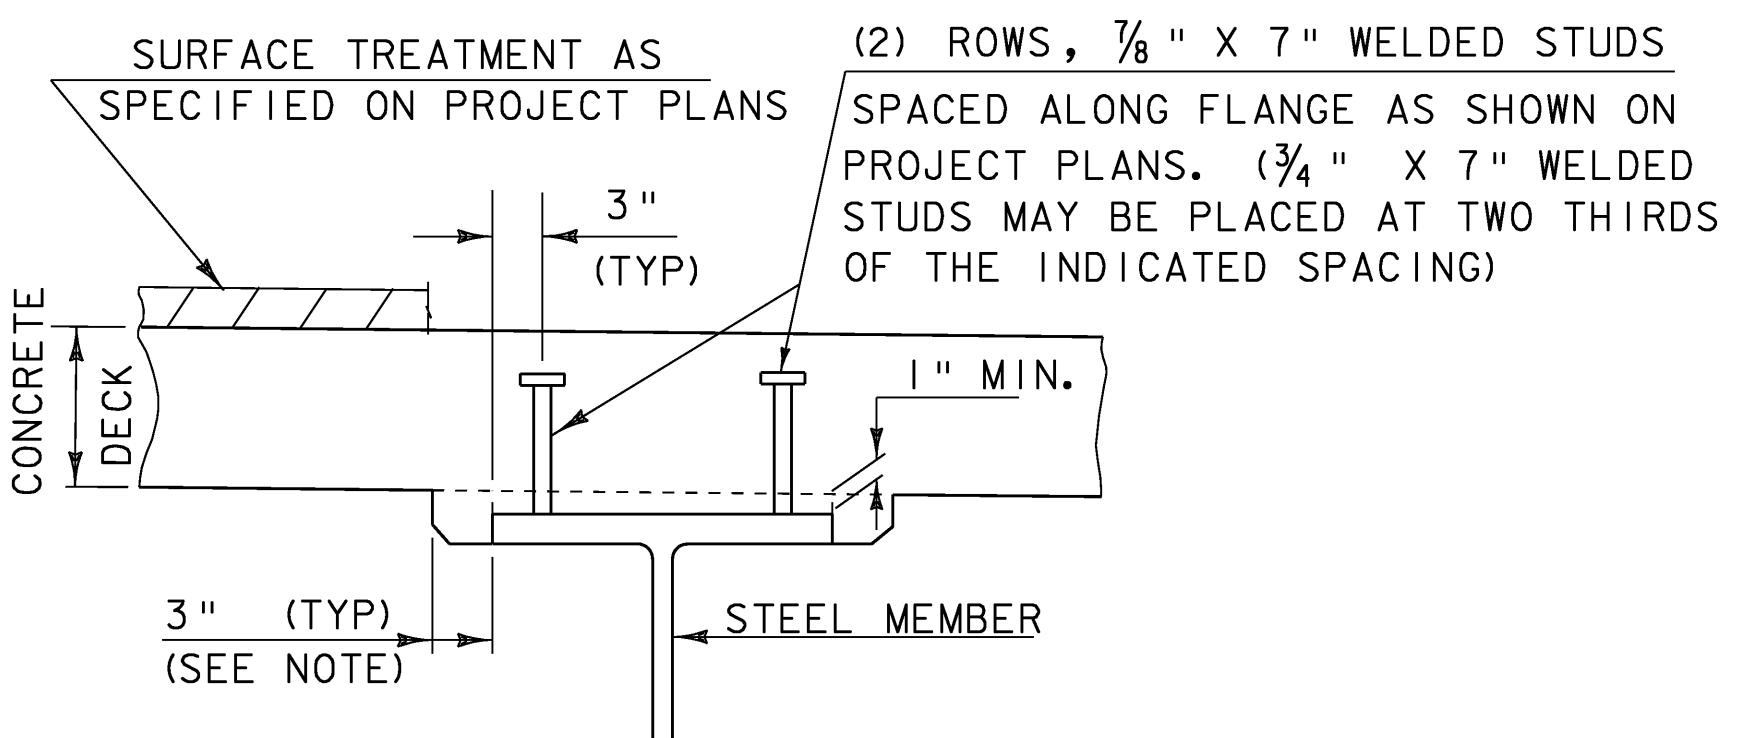 SURFACE TREATMENT AS
SPECIFIED ON PROJECT PLANS
(2) ROWS, 7/8" X 7" WELDED STUDS
SPACED ALONG FLANGE AS SHOWN ON
PROJECT PLANS. (3/4" X 7" WELDED
STUDS MAY BE PLACED AT TWO THIRDS
OF THE INDICATED SPACING)
3"
(TYP)
CONCRETE
DECK
1" MIN.
3" (TYP)
(SEE NOTE)
STEEL MEMBER